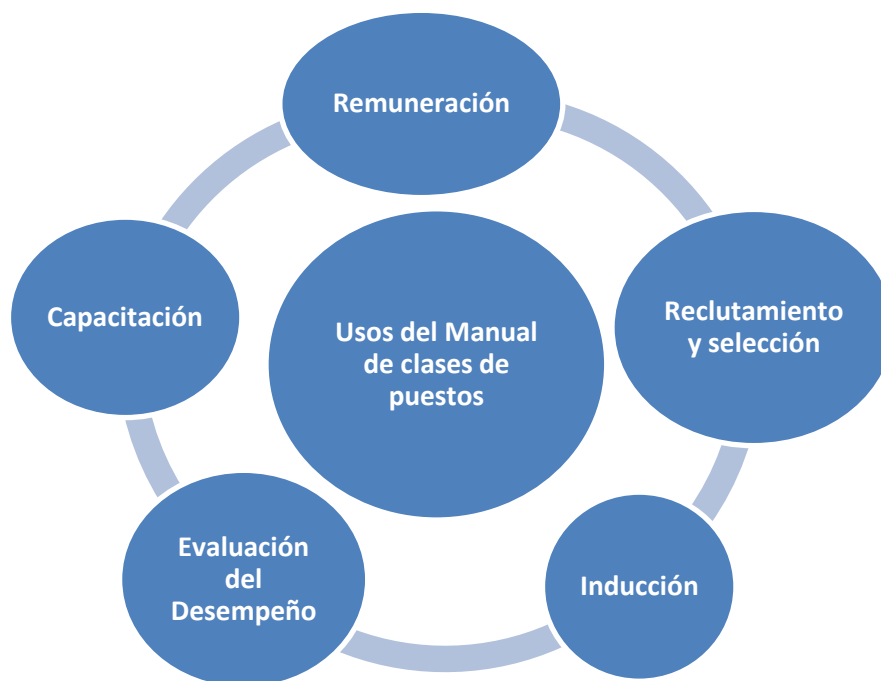 Remuneración
Usos del Manual
de clases de
puestos
Reclutamiento
y selección
Inducción
Evaluación
del
Desempeño
Capacitación